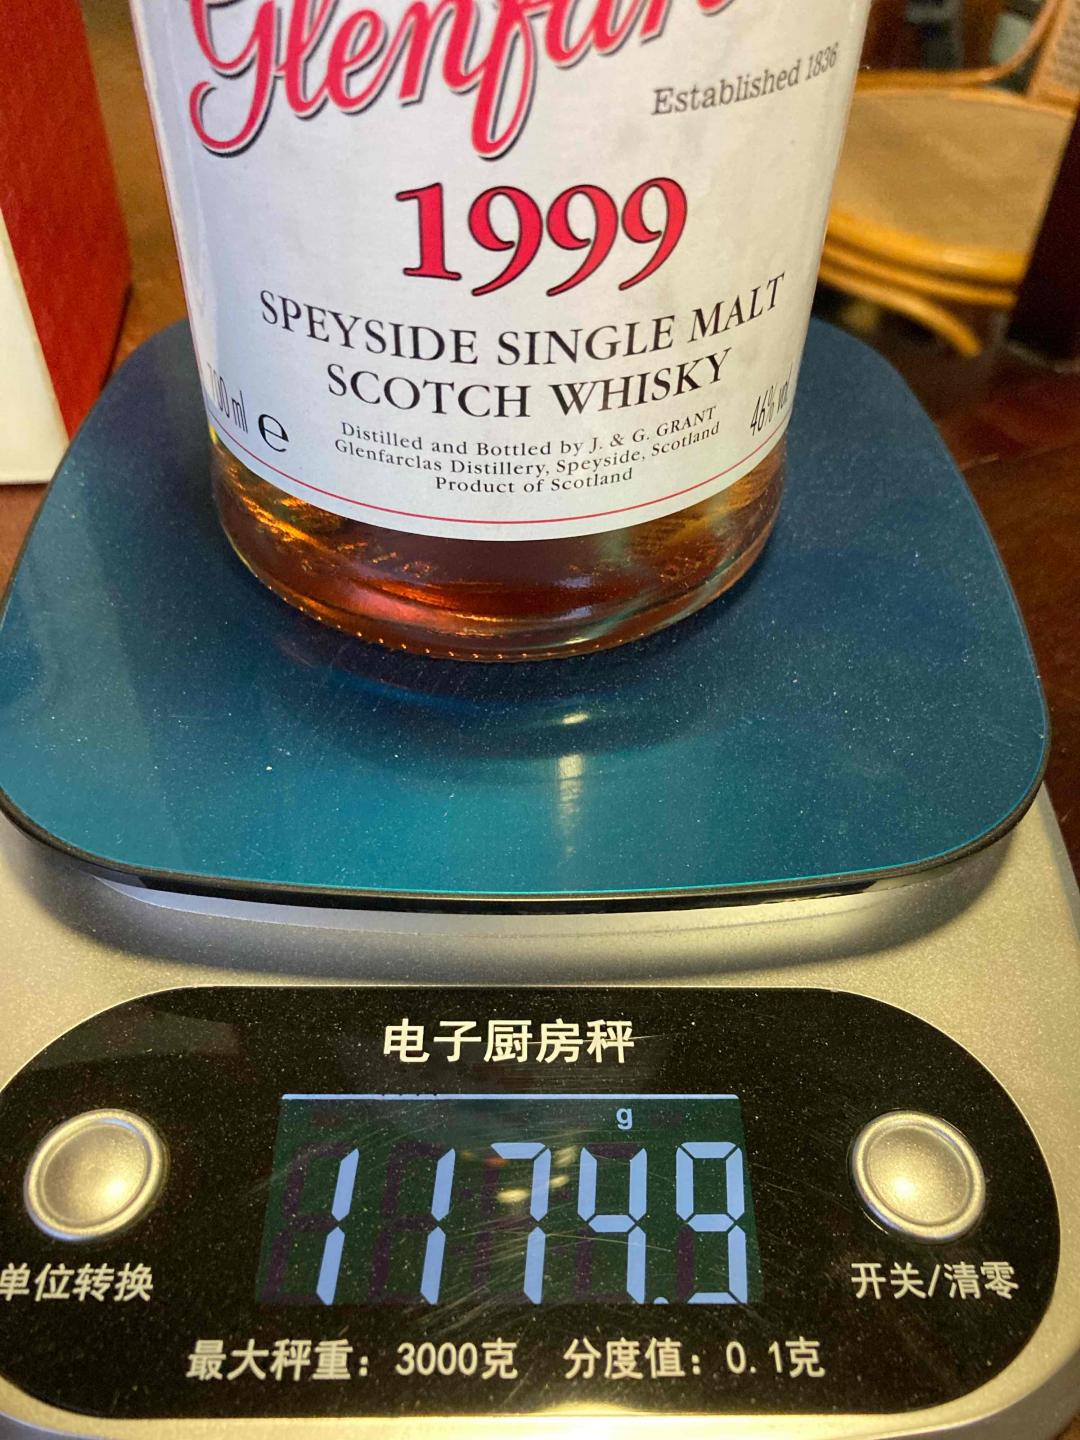 Glenfar
Established 1836
1999
SPEYSIDE SINGLE MALT
SCOTCH WHISKY
700ml e
46% vol
Distilled and Bottled by J. & G. GRANT
Glenfarclas Distillery, Speyside, Scotland
Product of Scotland
电子厨房秤
g
1174.9
单位转换
开关/清零
最大秤重：3000克 分度值：0.1克